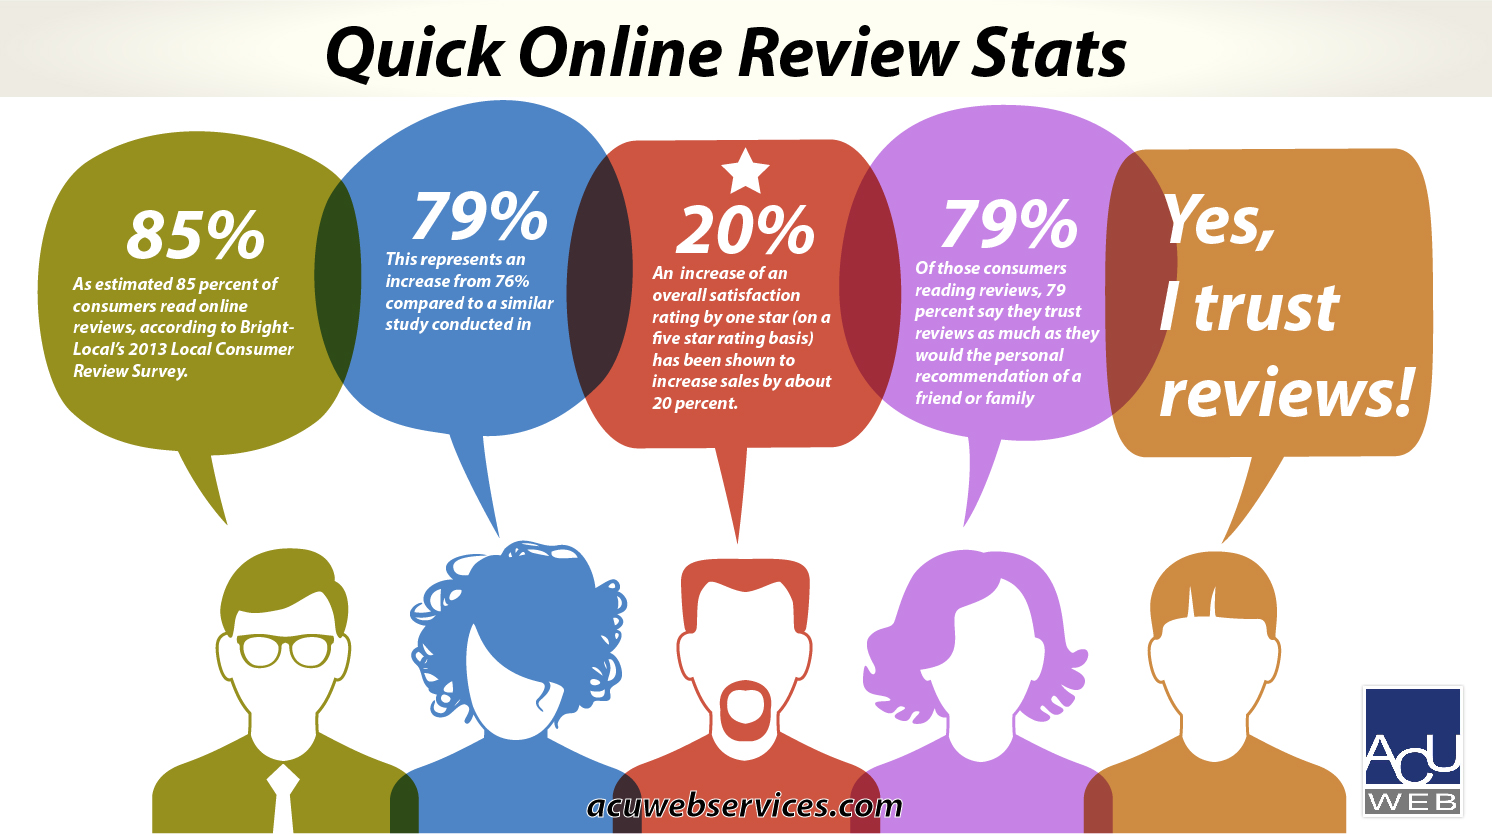 Quick Online Review Stats
85%
As estimated 85 percent of
consumers read online
reviews, according to Bright-
Local's 2013 Local Consumer
Review Survey.
79%
This represents an
increase from 76%
compared to a similar
study conducted in
20%
An increase of an
overall satisfaction
rating by one star (on a
five star rating basis)
has been shown to
increase sales by about
20 percent.
79%
Of those consumers
reading reviews, 79
percent say they trust
reviews as much as they
would the personal
recommendation of a
friend or family
Yes,
I trust
reviews!
acuwebservices.com
ACU
WEB